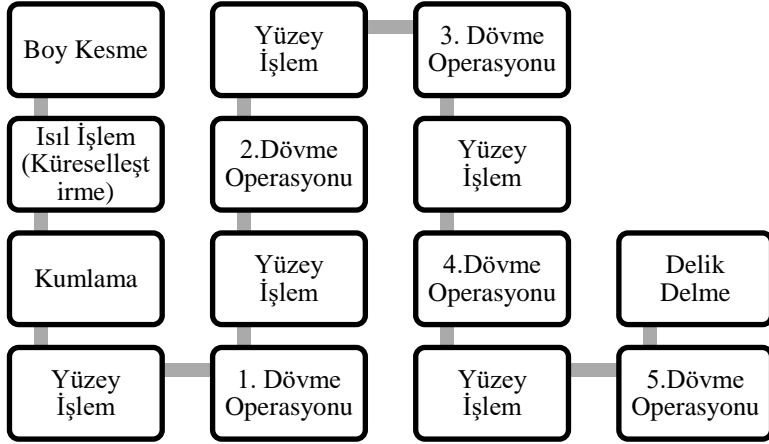 Boy Kesme
Isıl İşlem
(Küreselleşt
irme)
Kumlama
Yüzey
İşlem
1. Dövme
Operasyonu
Yüzey
İşlem
2.Dövme
Operasyonu
Yüzey
İşlem
3. Dövme
Operasyonu
Yüzey
İşlem
4.Dövme
Operasyonu
Yüzey
İşlem
5.Dövme
Operasyonu
Delik
Delme